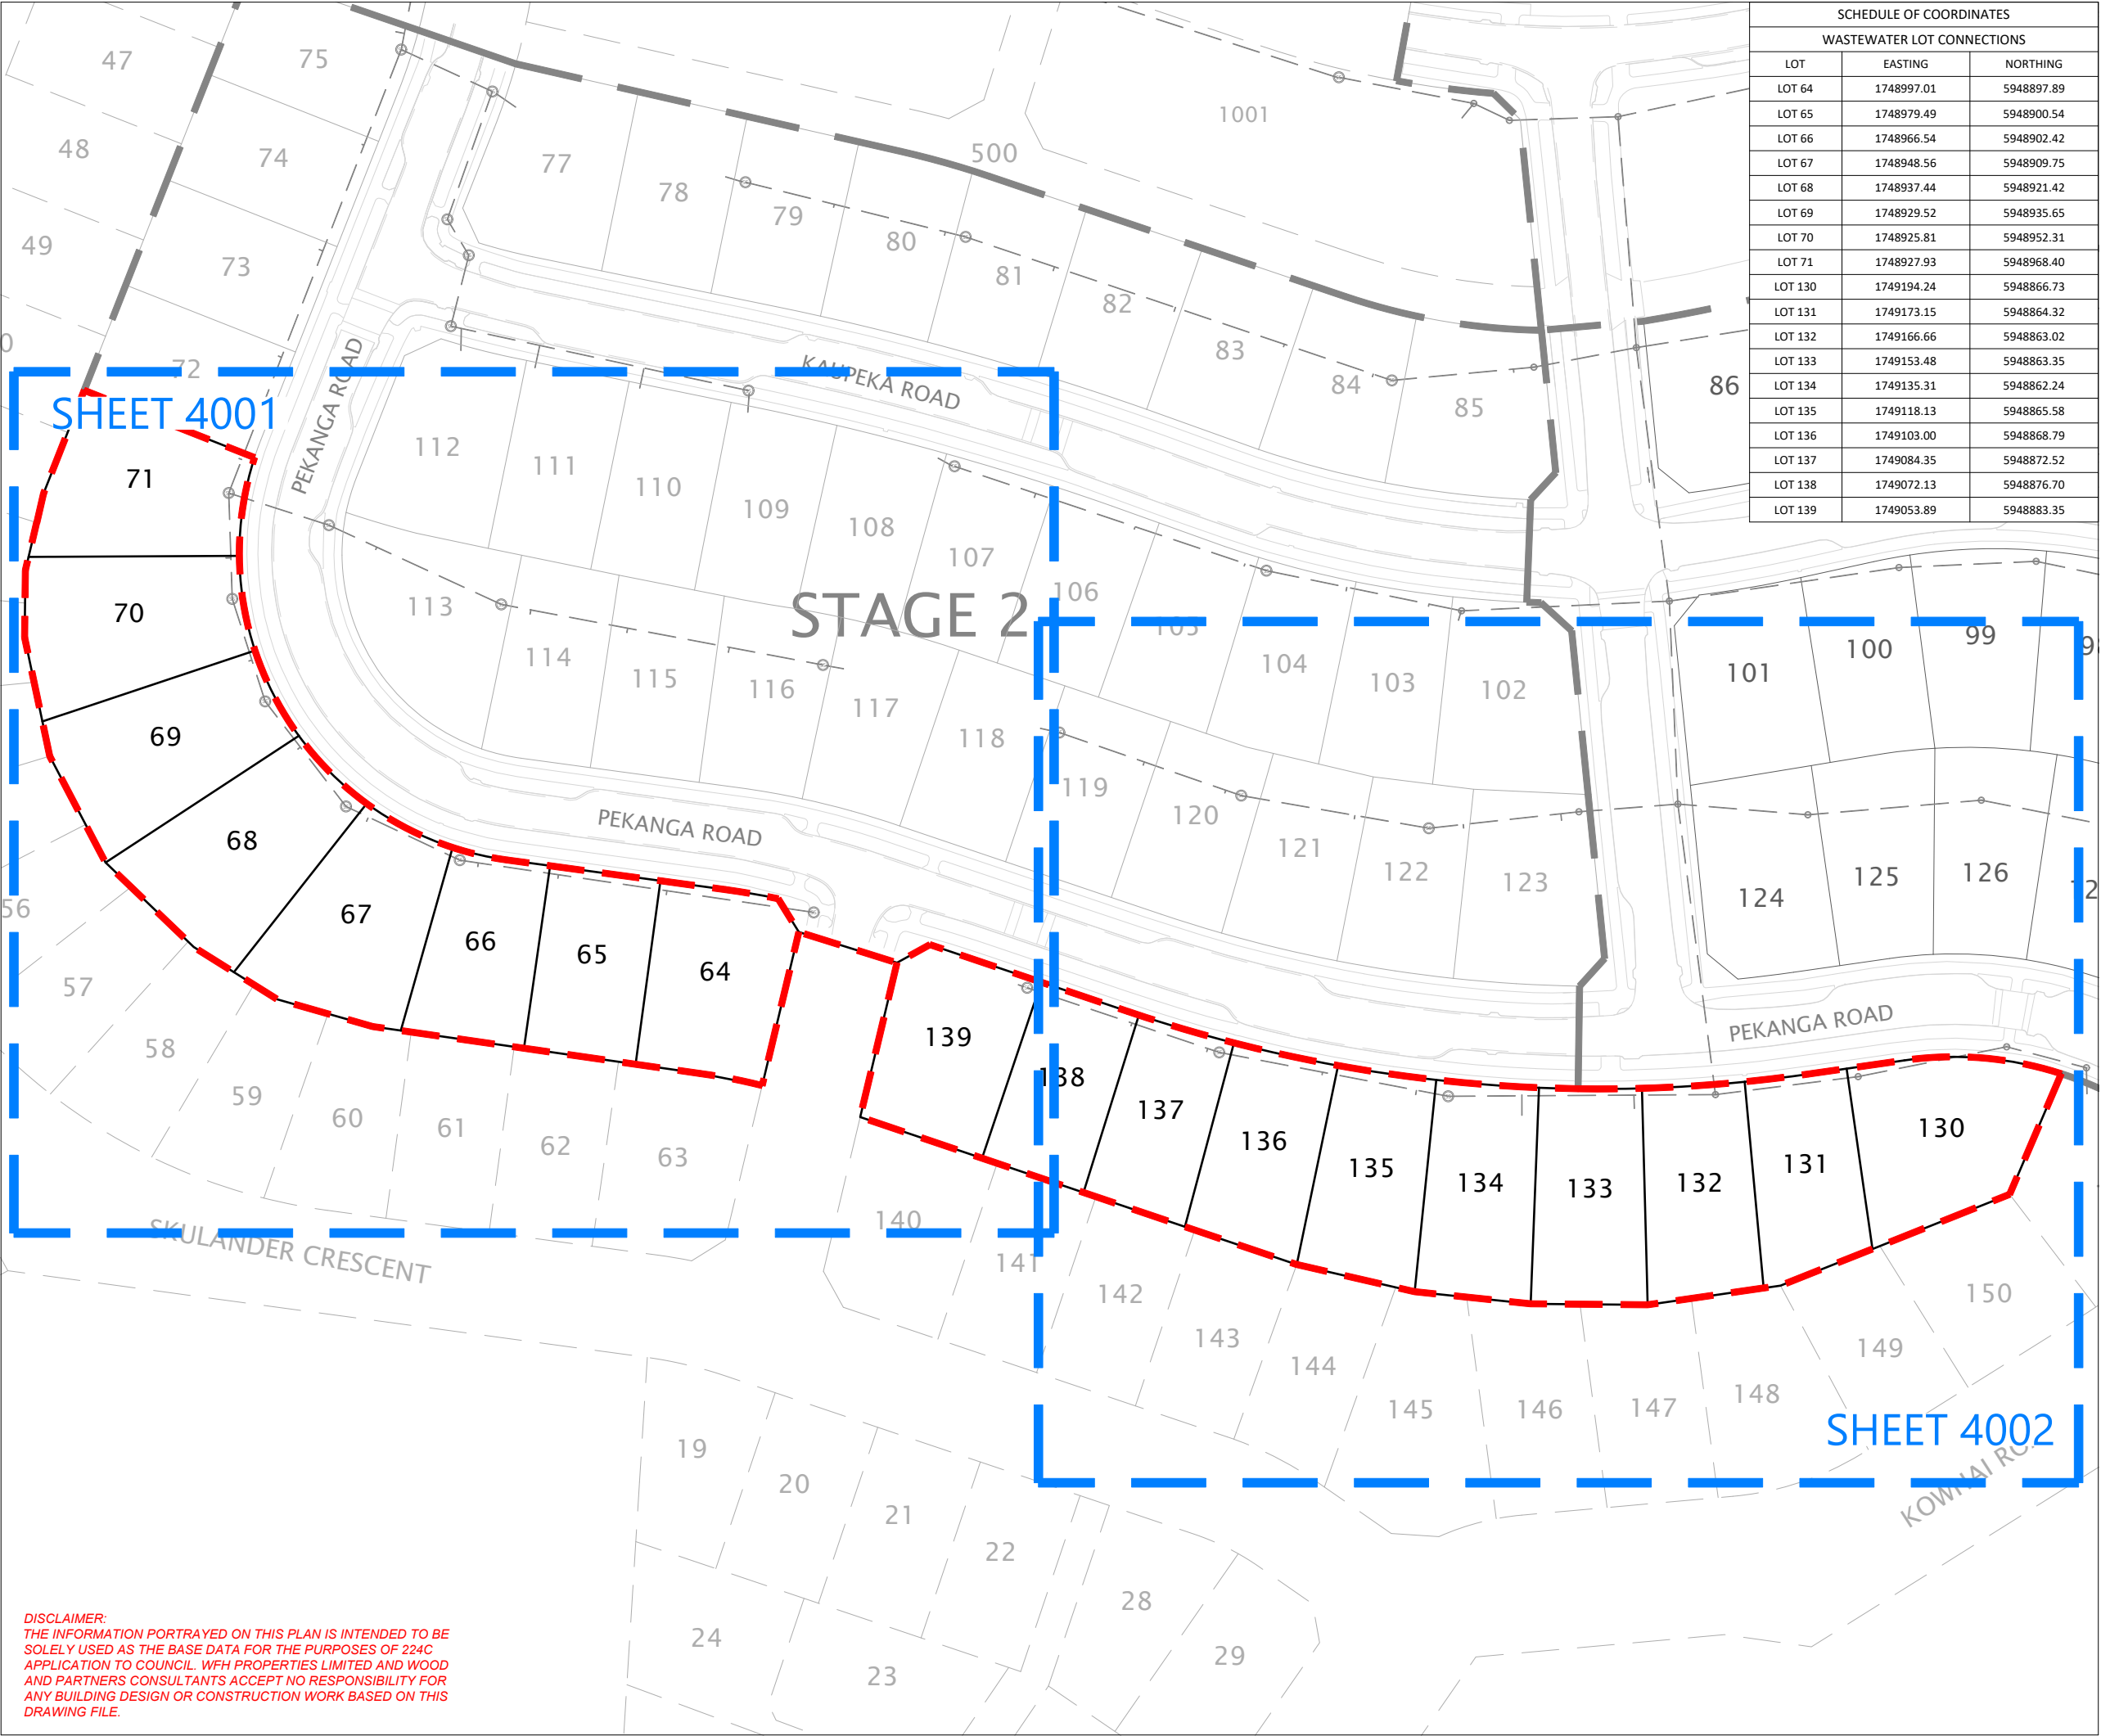 SCHEDULE OF COORDINATES
WASTEWATER LOT CONNECTIONS
LOT EASTING NORTHING
LOT 64 1748997.01 5948897.89
LOT 65 1748979.49 5948900.54
LOT 66 1748966.54 5948902.42
LOT 67 1748948.56 5948909.75
LOT 68 1748937.44 5948921.42
LOT 69 1748929.52 5948935.65
LOT 70 1748925.81 5948952.31
LOT 71 1748927.93 5948968.40
LOT 130 1749194.24 5948866.73
LOT 131 1749173.15 5948864.32
LOT 132 1749166.66 5948863.02
LOT 133 1749153.48 5948863.35
LOT 134 1749135.31 5948862.24
LOT 135 1749118.13 5948865.58
LOT 136 1749103.00 5948868.79
LOT 137 1749084.35 5948872.52
LOT 138 1749072.13 5948876.70
LOT 139 1749053.89 5948883.35
47
75
48
74
49
73
72
77
78
79
80
81
82
83
84
85
86
500
1001
SHEET 4001
PEKANGA ROAD
KAUPEKA ROAD
71
70
69
68
67
66
65
64
112
111
110
109
108
107
106
105
104
103
102
101
100
99
STAGE 2
113
114
115
116
117
118
119
120
121
122
123
124
125
126
PEKANGA ROAD
PEKANGA ROAD
56
57
58
59
60
61
62
63
139
138
137
136
135
134
133
132
131
130
140
141
142
143
144
145
146
147
148
149
150
SKULANDER CRESCENT
SHEET 4002
KOWHAI RO
19
20
21
22
28
24
23
29
DISCLAIMER:
THE INFORMATION PORTRAYED ON THIS PLAN IS INTENDED TO BE
SOLELY USED AS THE BASE DATA FOR THE PURPOSES OF 224C
APPLICATION TO COUNCIL. WFH PROPERTIES LIMITED AND WOOD
AND PARTNERS CONSULTANTS ACCEPT NO RESPONSIBILITY FOR
ANY BUILDING DESIGN OR CONSTRUCTION WORK BASED ON THIS
DRAWING FILE.